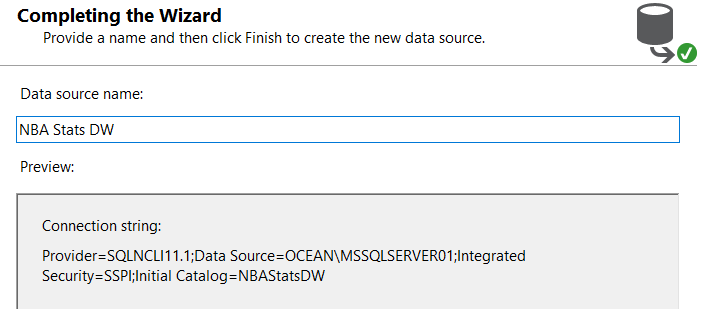 Completing the Wizard
Provide a name and then click Finish to create the new data source.
Data source name:
NBA Stats DW
Preview:
Connection string:
Provider=SQLNCLI11.1;Data Source=OCEAN\MSSQLSERVER01;Integrated
Security=SSPI;Initial Catalog=NBAStatsDW